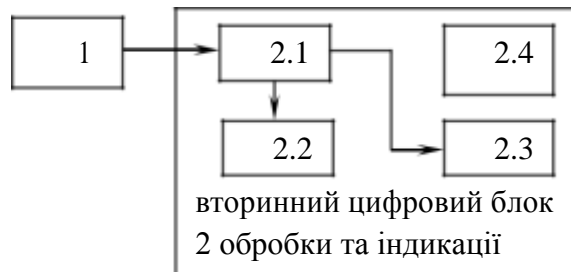 1 2.1 2.4
2.2 2.3
вторинний цифровий блок
2 обробки та індикації